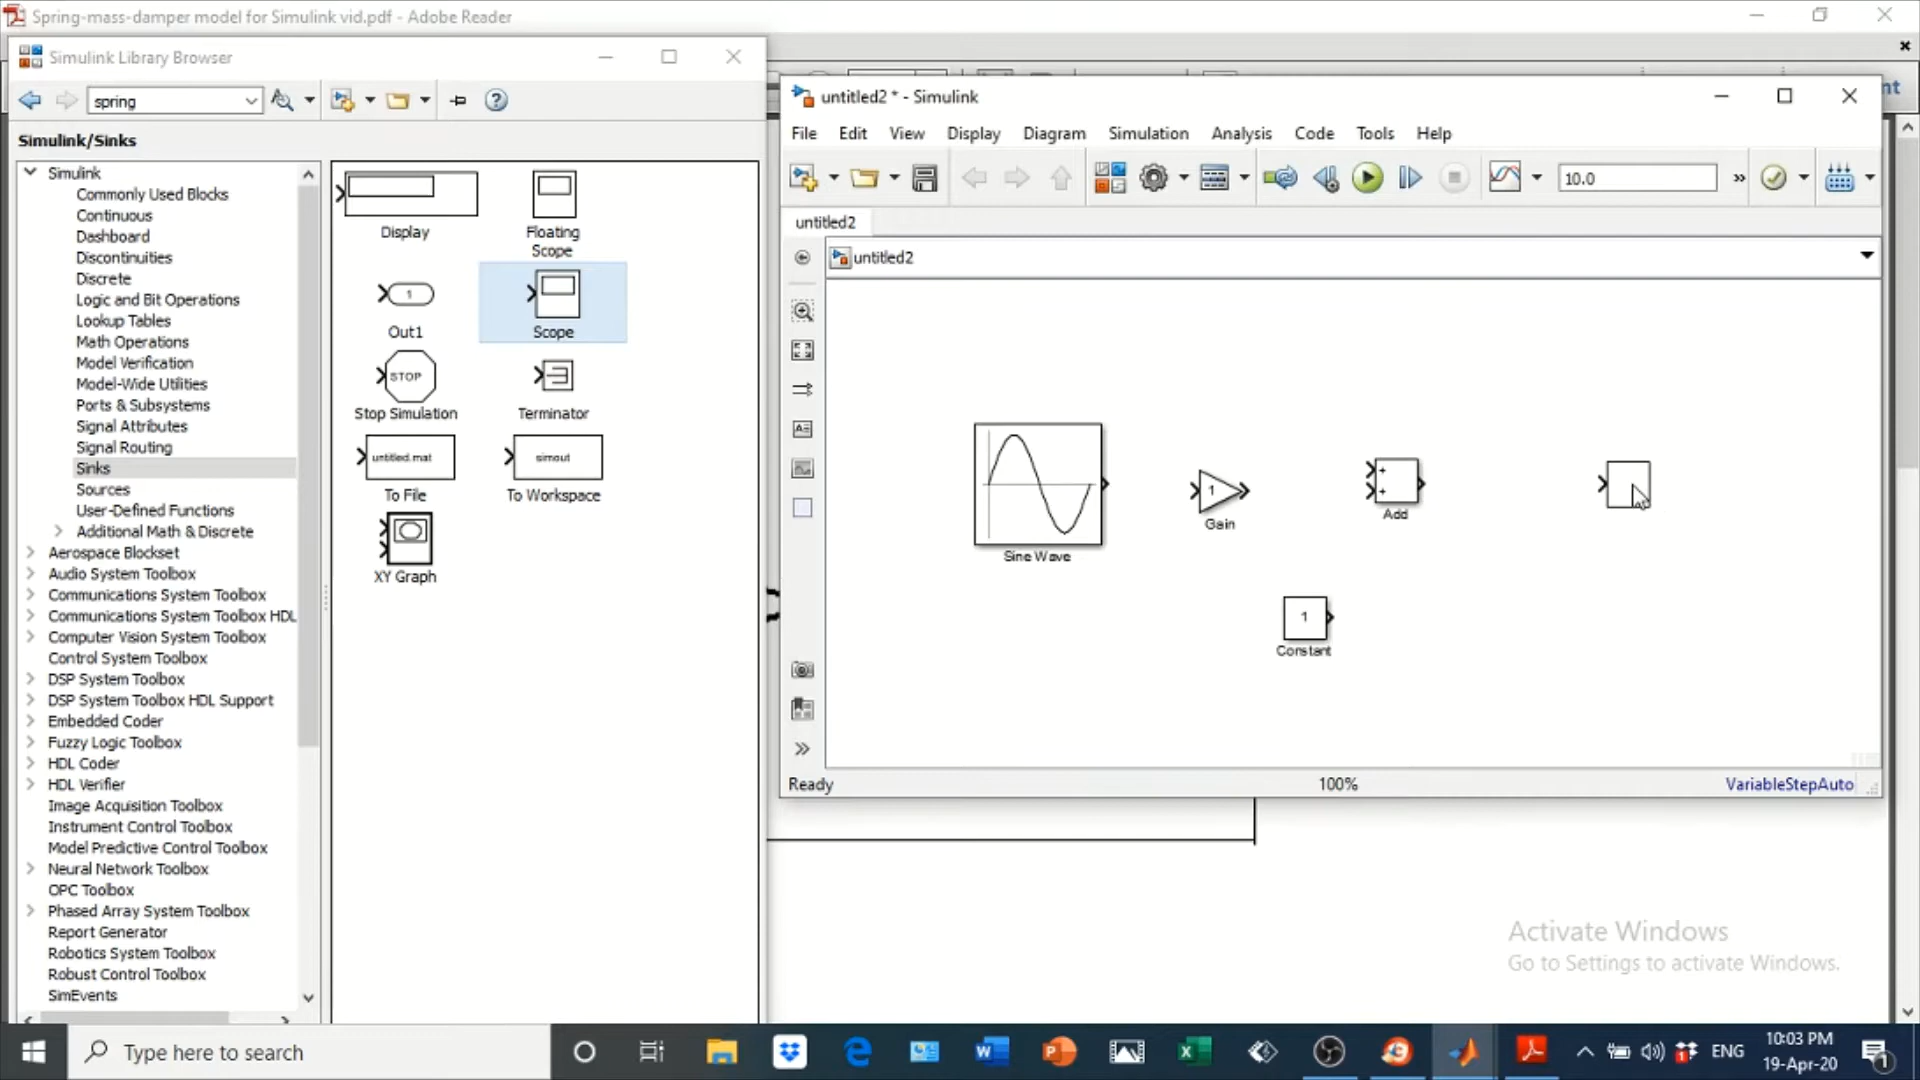 Spring-mass-damper model for Simulink vid.pdf - Adobe Reader
Simulink Library Browser
spring
Simulink/Sinks
Simulink
Commonly Used Blocks
Continuous
Dashboard
Discontinuities
Discrete
Logic and Bit Operations
Lookup Tables
Math Operations
Model Verification
Model-Wide Utilities
Ports & Subsystems
Signal Attributes
Signal Routing
Sinks
Sources
User-Defined Functions
Additional Math & Discrete
Aerospace Blockset
Audio System Toolbox
Communications System Toolbox
Communications System Toolbox HDL
Computer Vision System Toolbox
Control System Toolbox
DSP System Toolbox
DSP System Toolbox HDL Support
Embedded Coder
Fuzzy Logic Toolbox
HDL Coder
HDL Verifier
Image Acquisition Toolbox
Instrument Control Toolbox
Model Predictive Control Toolbox
Neural Network Toolbox
OPC Toolbox
Phased Array System Toolbox
Report Generator
Robotics System Toolbox
Robust Control Toolbox
SimEvents
Display
Floating
Scope
1
Out1
Scope
STOP
Stop Simulation
Terminator
untitled.mat
To File
simout
To Workspace
XY Graph
nt
untitled2 * - Simulink
File Edit View Display Diagram Simulation Analysis Code Tools Help
10.0
untitled2
untitled2
Sine Wave
1
Gain
+
+
Add
1
Constant
Ready
100%
VariableStepAuto
Activate Windows
Go to Settings to activate Windows.
Type here to search
ENG
10:03 PM
19-Apr-20
1